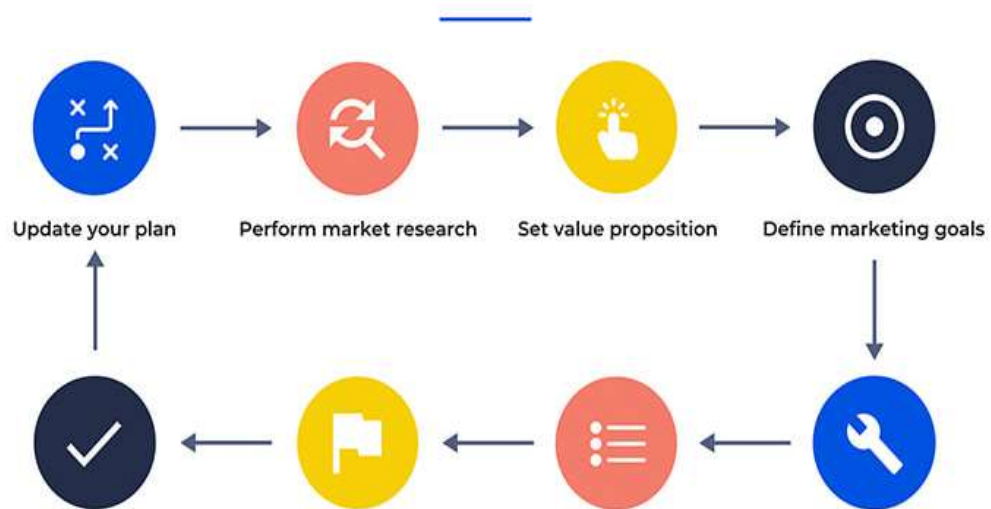 Update your plan
Perform market research
Set value proposition
Define marketing goals